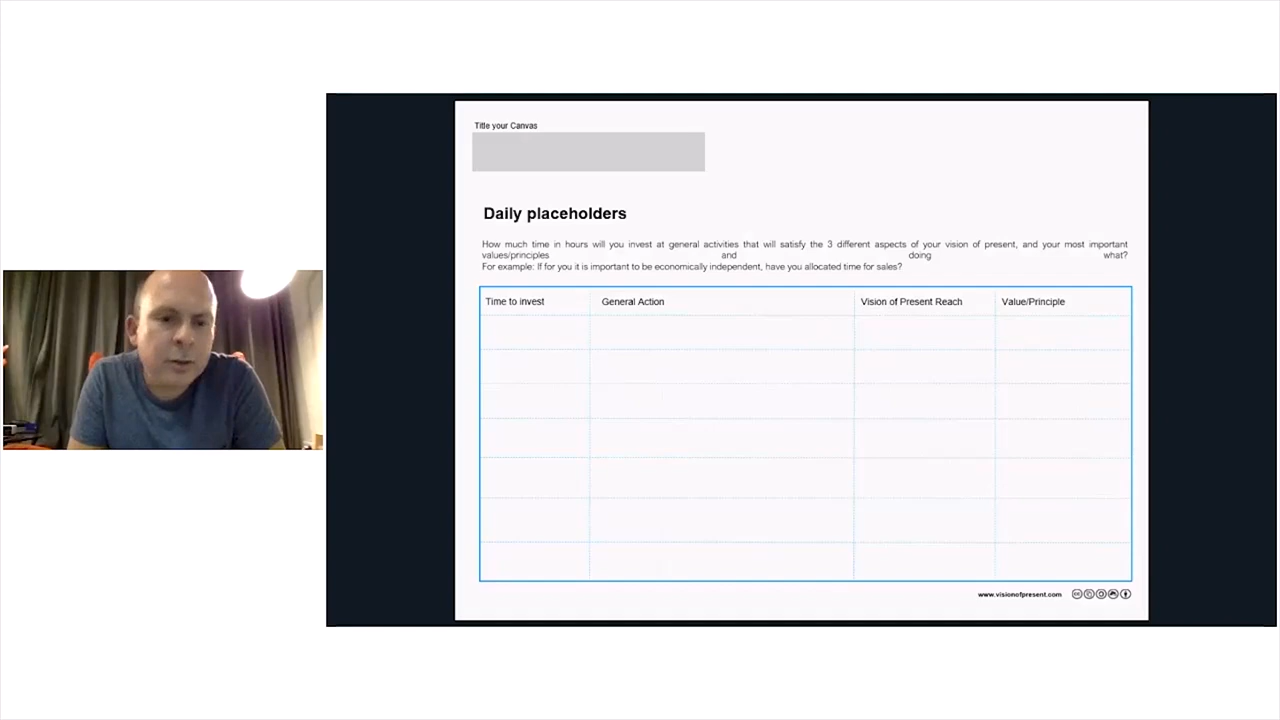 Title your Canvas
Daily placeholders
How much time in hours will you invest at general activities that will satisfy the 3 different aspects of your vision of present, and your most important
values/principles and doing what?
For example: If for you it is important to be economically independent, have you allocated time for sales?
Time to invest General Action Vision of Present Reach Value/Principle
www.visionofpresent.com